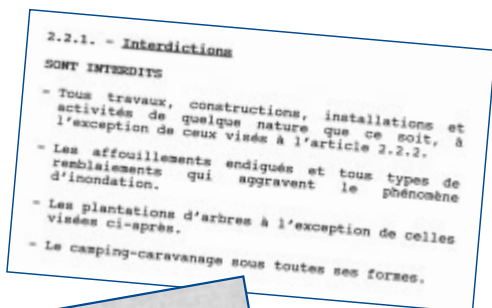 2.2.1. - Interdictions
SONT INTERDITS
- Tous travaux, constructions, installations et
activités de quelque nature que ce soit, à
l'exception de ceux visés à l'article 2.2.2.
- Les affouillements endigués et tous types de
remblaiements qui aggravent le phénomène
d'inondation.
- Les plantations d'arbres à l'exception de celles
visées ci-après.
- Le camping-caravanage sous toutes ses formes.